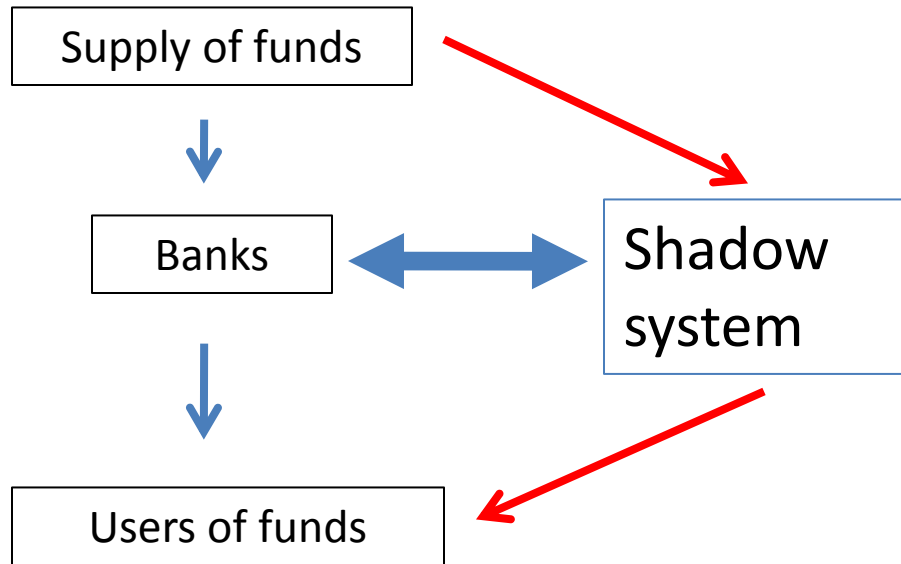 Supply of funds
Banks
Shadow
system
Users of funds